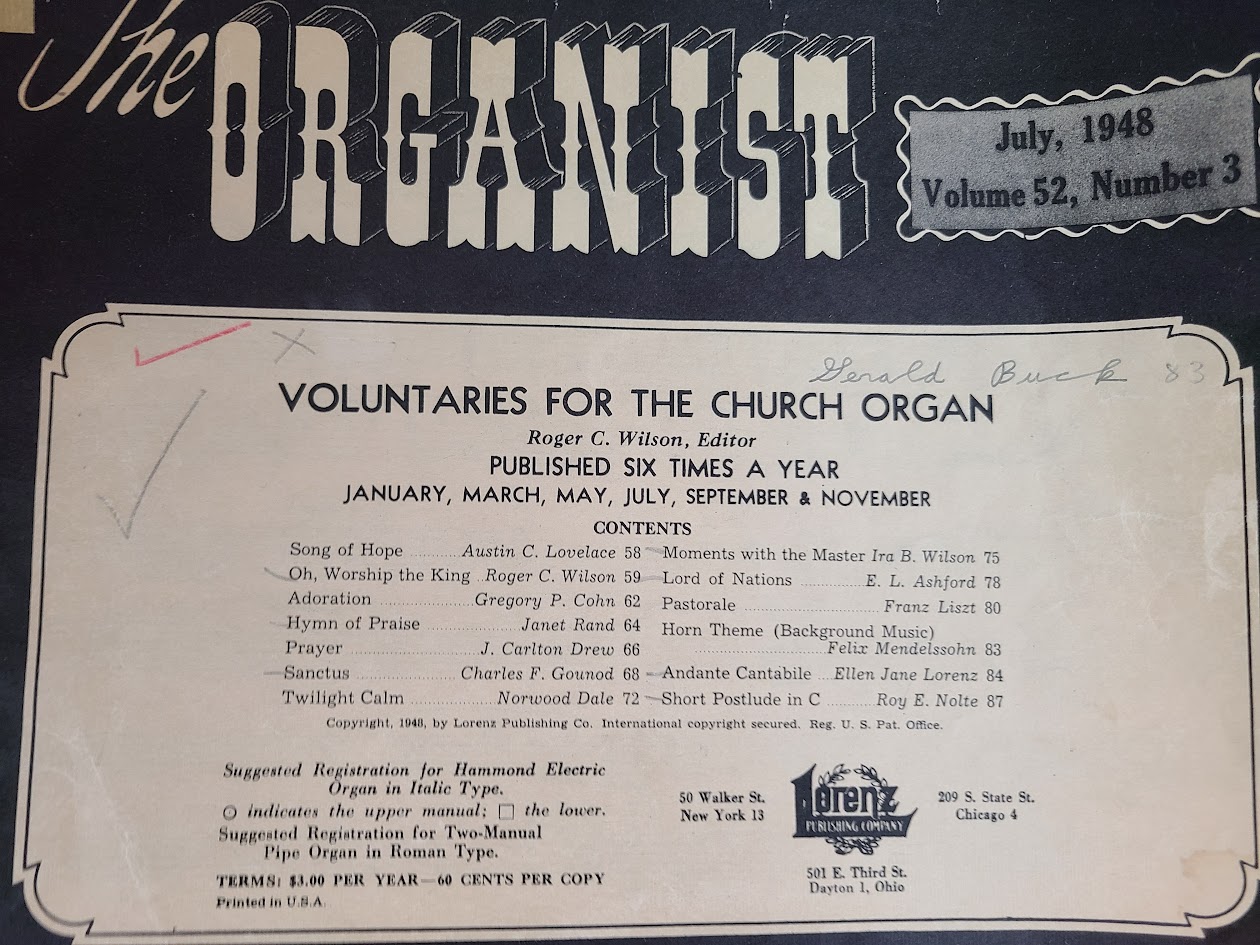 The ORGANIST
July, 1948
Volume 52, Number 3
Gerald Buck 83
VOLUNTARIES FOR THE CHURCH ORGAN
Roger C. Wilson, Editor
PUBLISHED SIX TIMES A YEAR
JANUARY, MARCH, MAY, JULY, SEPTEMBER & NOVEMBER
CONTENTS
Song of Hope ........... Austin C. Lovelace 58
Oh, Worship the King .. Roger C. Wilson 59
Adoration ........... Gregory P. Cohn 62
Hymn of Praise ........... Janet Rand 64
Prayer ........... J. Carlton Drew 66
Sanctus ........... Charles F. Gounod 68
Twilight Calm ........... Norwood Dale 72
Moments with the Master Ira B. Wilson 75
Lord of Nations ........... E. L. Ashford 78
Pastorale ........... Franz Liszt 80
Horn Theme (Background Music)
........... Felix Mendelssohn 83
Andante Cantabile ... Ellen Jane Lorenz 84
Short Postlude in C ........... Roy E. Nolte 87
Copyright, 1948, by Lorenz Publishing Co. International copyright secured. Reg. U. S. Pat. Office.
Suggested Registration for Hammond Electric
Organ in Italic Type.
○ indicates the upper manual; □ the lower.
Suggested Registration for Two-Manual
Pipe Organ in Roman Type.
TERMS: $3.00 PER YEAR—60 CENTS PER COPY
Printed in U.S.A.
50 Walker St.
New York 13
Lorenz
PUBLISHING COMPANY
209 S. State St.
Chicago 4
501 E. Third St.
Dayton 1, Ohio